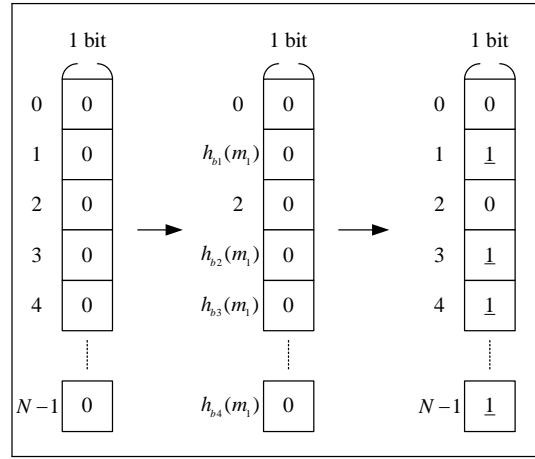 1 bit 1 bit 1 bit
0 0 0 0 0 0
1 0 h_{b1}(m_1) 0 1 1
2 0 2 0 2 0
3 0 h_{b2}(m_1) 0 3 1
4 0 h_{b3}(m_1) 0 4 1
N−1 0 h_{b4}(m_1) 0 N−1 1